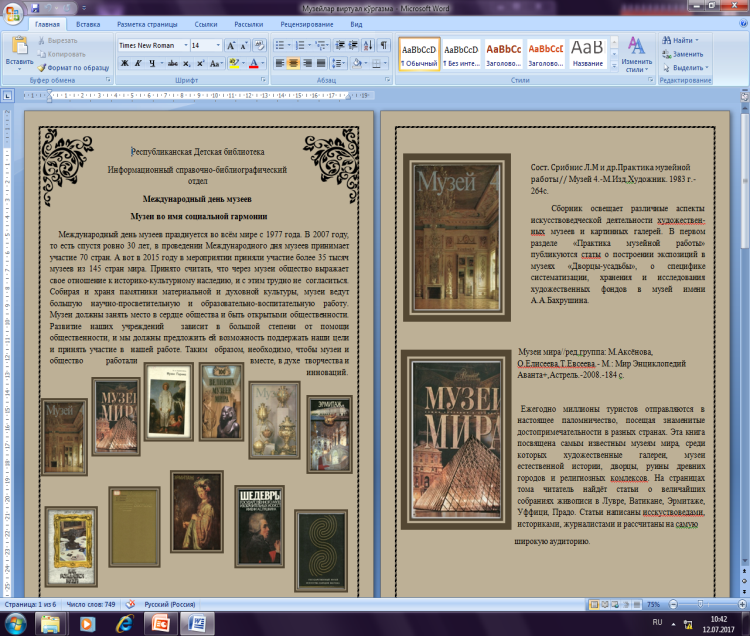 Музейлар виртуал кўргазма - Microsoft Word
Главная Вставка Разметка страницы Ссылки Рассылки Рецензирование Вид
Вставить
Вырезать
Копировать
Формат по образцу
Буфер обмена
Times New Roman 14
Шрифт
Абзац
AaBbCcD AaBbCcD AaBbCc AaBbCcI AaB
¶ Обычный ¶ Без инте... Заголово... Заголово... Название
Изменить стили
Стили
Найти
Заменить
Выделить
Редактирование
Республиканская Детская библиотека
Информационный справочно-библиографический
отдел
Международный день музеев
Музеи во имя социальной гармонии
Международный день музеев празднуется во всём мире с 1977 года. В 2007 году,
то есть спустя ровно 30 лет, в проведении Международного дня музеев принимает
участие 70 стран. А вот в 2015 году в мероприятии приняли участие более 35 тысяч
музеев из 145 стран мира. Принято считать, что через музеи общество выражает
свое отношение к историко-культурному наследию, и с этим трудно не согласиться.
Собирая и храня памятники материальной и духовной культуры, музеи ведут
большую научно-просветительную и образовательно-воспитательную работу.
Музеи должны занять место в сердце общества и быть открытыми общественности.
Развитие наших учреждений зависит в большой степени от помощи
общественности, и мы должны предложить ей возможность поддержать наши цели
и принять участие в нашей работе. Таким образом, необходимо, чтобы музеи и
общество работали вместе, в духе творчества и
инноваций.
Музей
МУЗЕИ МИРА
100 ВЕЛИКИХ МУЗЕЕВ МИРА
ЭРМИТАЖ
ШЕДЕВРЫ
Музей
Сост. Срибнис Л.М и др.Практика музейной
работы // Музей 4.-М.Изд.Художник. 1983 г.-
264с.
Сборник освещает различные аспекты
искусствоведческой деятельности художествен-
ных музеев и картинных галерей. В первом
разделе «Практика музейной работы»
публикуются статы о построении экспозиций в
музеях «Дворцы-усадьбы», о специфике
систематизации, хранения и исследования
художественных фондов в музей имени
А.А.Бахрушина.
МУЗЕИ
МИРА
Музеи мира//ред.группа: М.Аксёнова,
О.Елисеева,Т.Евсеева.- М.: Мир Энциклопедий
Аванта+,Астрель.-2008.-184 с.
Ежегодно миллионы туристов отправляются в
настоящее паломничество, посещая знаменитые
достопримечательности в разных странах. Эта книга
посвящена самым известным музеям мира, среди
которых художественные галереи, музеи
естественной истории, дворцы, руины древних
городов и религиозных комлексов. На страницах
тома читатель найдёт статьи о величайших
собраниях живописи в Лувре, Ватикане, Эрмитаже,
Уффици, Прадо. Статьи написаны исскуствоведами,
историками, журналистами и рассчитаны на самую
широкую аудиторию.
Страница: 1 из 6 Число слов: 749 Русский (Россия) 75%
RU 10:42
12.07.2017